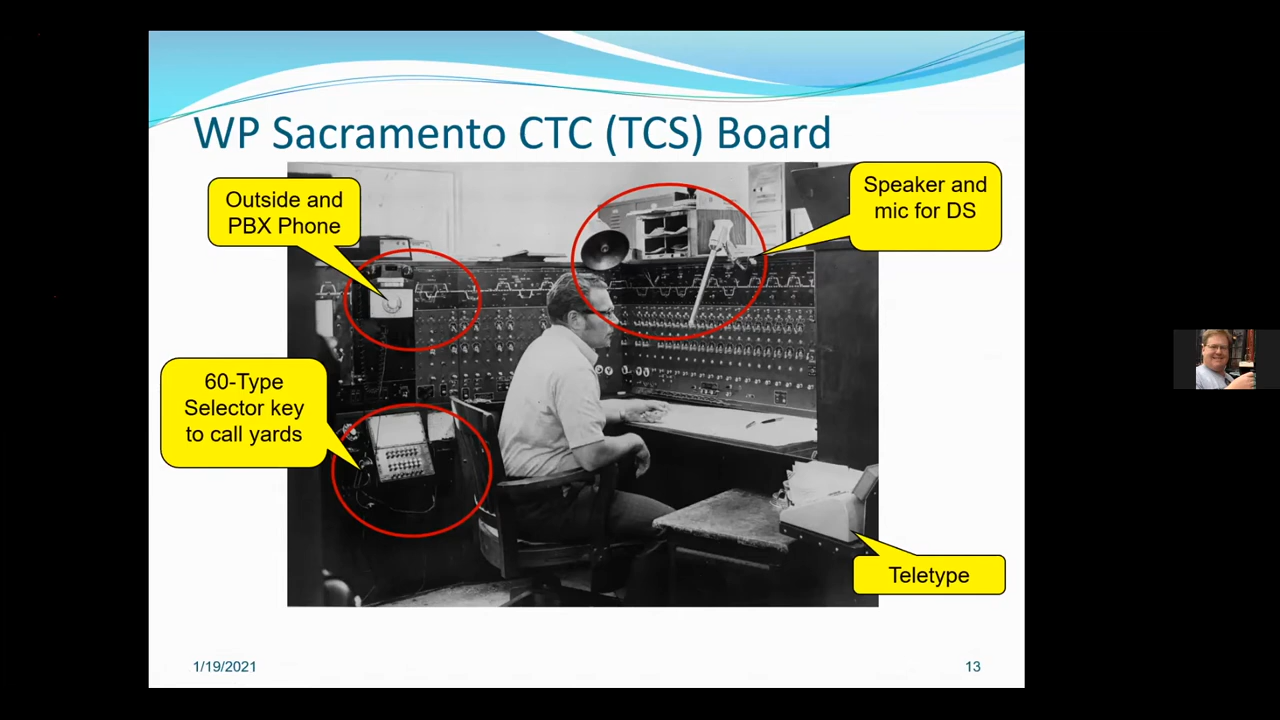 WP Sacramento CTC (TCS) Board
Outside and
PBX Phone
Speaker and
mic for DS
60-Type
Selector key
to call yards
Teletype
1/19/2021
13